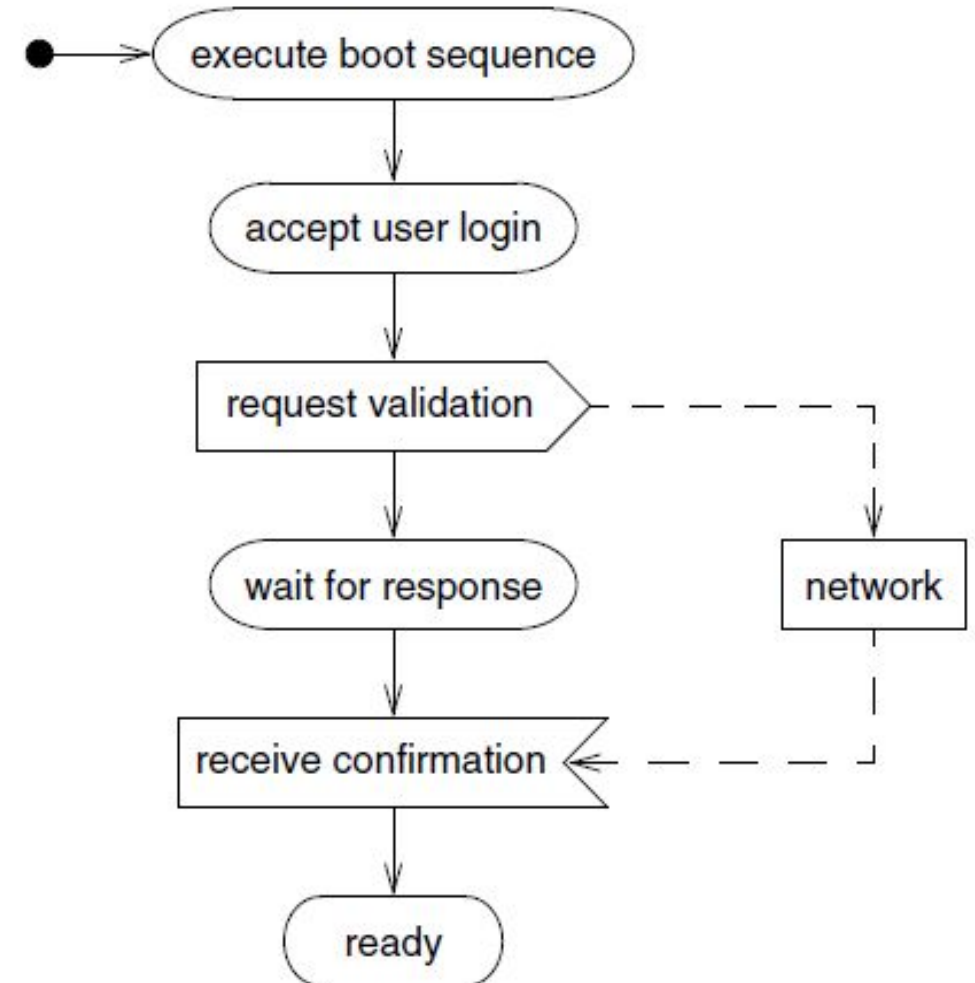 execute boot sequence
accept user login
request validation
wait for response
network
receive confirmation
ready